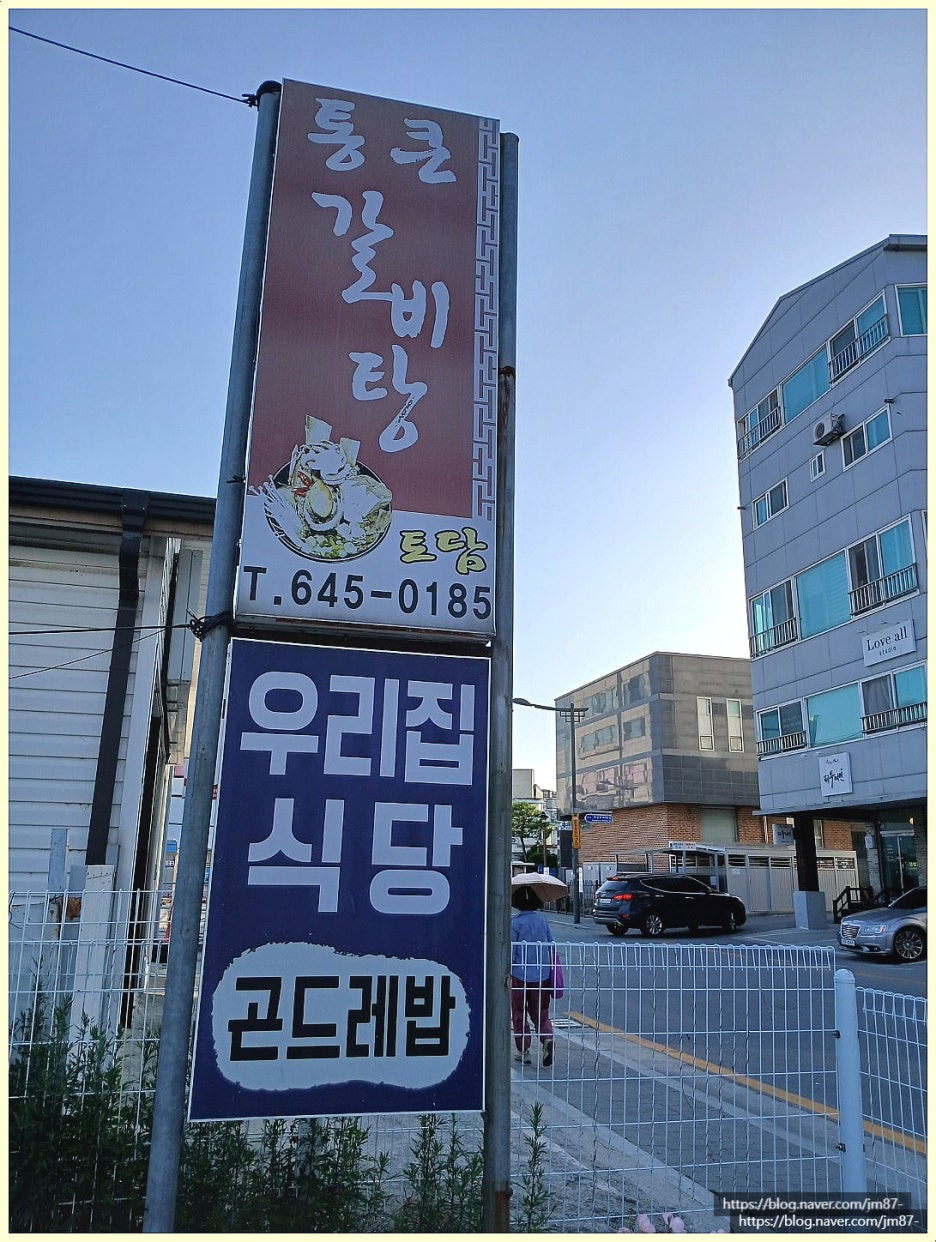 통 큰
갈비탕
토담
T.645-0185
우리집
식당
곤드레밥
Love all
studio
https://blog.naver.com/jm87-
https://blog.naver.com/jm87-